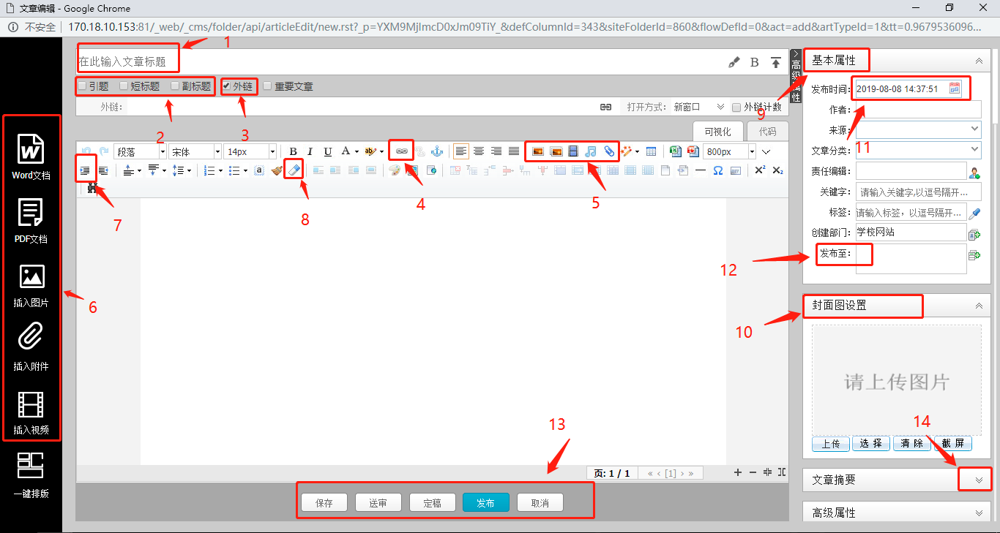 文章编辑 - Google Chrome
不安全 170.18.10.153:81/_web/_cms/folder/api/articleEdit/new.rst?_p=YXM9MjImcD0xJm09TiY_&defColumnId=343&siteFolderId=860&flowDefId=0&act=add&artTypeId=1&tt=0.9679536096...
1
在此输入文章标题
B
引题 短标题 副标题 外链 重要文章
外链: 打开方式: 新窗口 外链计数
2
3
可视化 代码
段落 宋体 14px B I U A ab 800px
a Ω X² X₂
4
5
7
8
Word文档
PDF文档
插入图片
6
插入附件
插入视频
一键排版
页: 1 / 1 « ‹ [1] › »
13
保存 送审 定稿 发布 取消
高级属性
基本属性
9
发布时间: 2019-08-08 14:37:51
作者:
来源:
11
文章分类:
责任编辑:
关键字: 请输入关键字,以逗号隔开...
标签: 请输入标签，以逗号隔开...
创建部门: 学校网站
发布至:
12
封面图设置
10
请上传图片
14
上传 选择 清除 截屏
文章摘要
高级属性